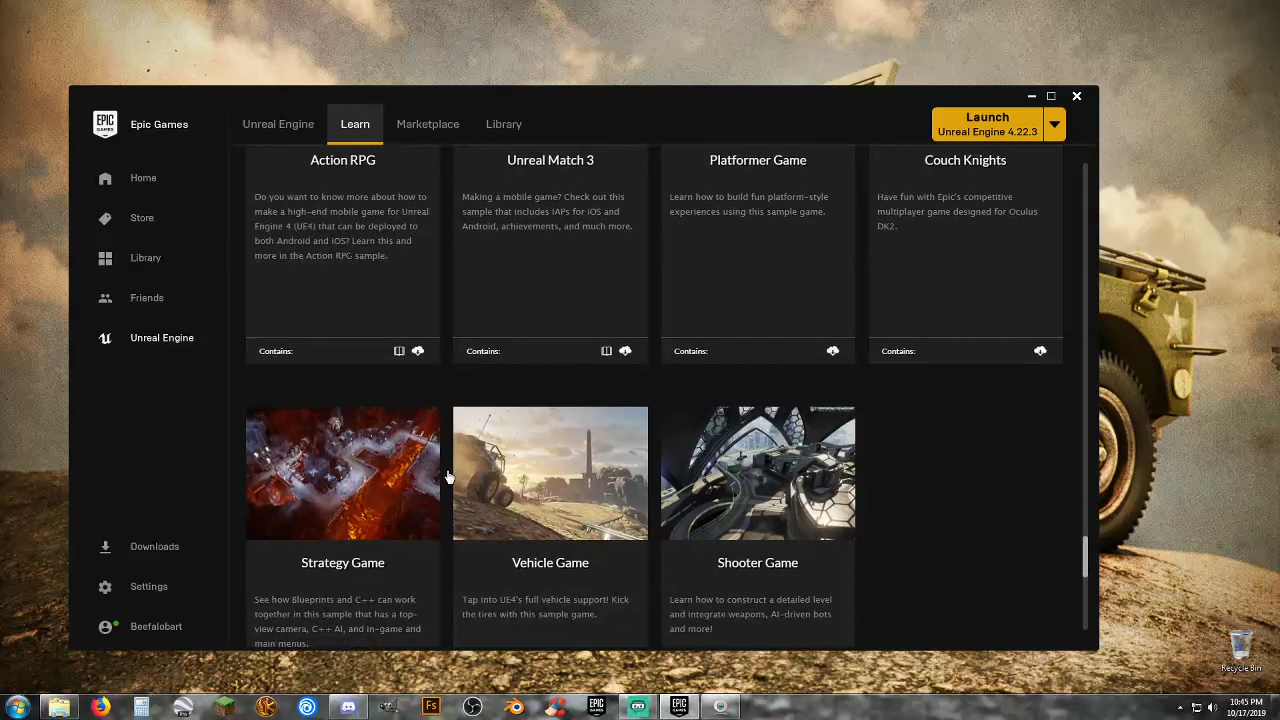 EPIC GAMES
Epic Games
Unreal Engine
Learn
Marketplace
Library
Launch
Unreal Engine 4.22.3
Home
Store
Library
Friends
Unreal Engine
Downloads
Settings
Beefalobart
Action RPG
Do you want to know more about how to
make a high-end mobile game for Unreal
Engine 4 (UE4) that can be deployed to
both Android and iOS? Learn this and
more in the Action RPG sample.
Contains:
Unreal Match 3
Making a mobile game? Check out this
sample that includes IAPs for iOS and
Android, achievements, and much more.
Contains:
Platformer Game
Learn how to build fun platform-style
experiences using this sample game.
Contains:
Couch Knights
Have fun with Epic's competitive
multiplayer game designed for Oculus
DK2.
Contains:
Strategy Game
See how Blueprints and C++ can work
together in this sample that has a top-
view camera, C++ AI, and in-game and
main menus.
Vehicle Game
Tap into UE4's full vehicle support! Kick
the tires with this sample game.
Shooter Game
Learn how to construct a detailed level
and integrate weapons, AI-driven bots
and more!
Recycle Bin
Pro
Fs
EPIC
EPIC
10:45 PM
10/17/2019